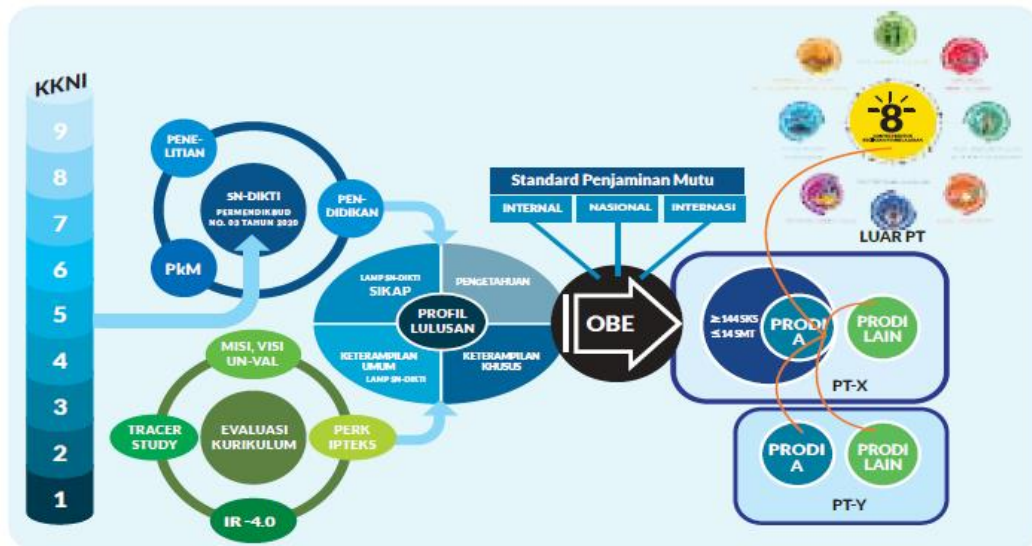 KKNI
9
8
7
6
5
4
3
2
1
PENE-
LITIAN
SN-DIKTI
PERMENDIKBUD
NO. 03 TAHUN 2020
PEN-
DIDIKAN
PkM
MISI, VISI
UN-VAL
TRACER
STUDY
EVALUASI
KURIKULUM
PERK
IPTEKS
IR -4.0
LAMP SN-DIKTI
SIKAP
PENGETAHUAN
PROFIL
LULUSAN
KETERAMPILAN
UMUM
LAMP SN-DIKTI
KETERAMPILAN
KHUSUS
Standard Penjaminan Mutu
INTERNAL
NASIONAL
INTERNASI
OBE
8
LUAR PT
≥ 144 SKS
≤ 14 SMT
PRODI
A
PRODI
LAIN
PT-X
PRODI
A
PRODI
LAIN
PT-Y